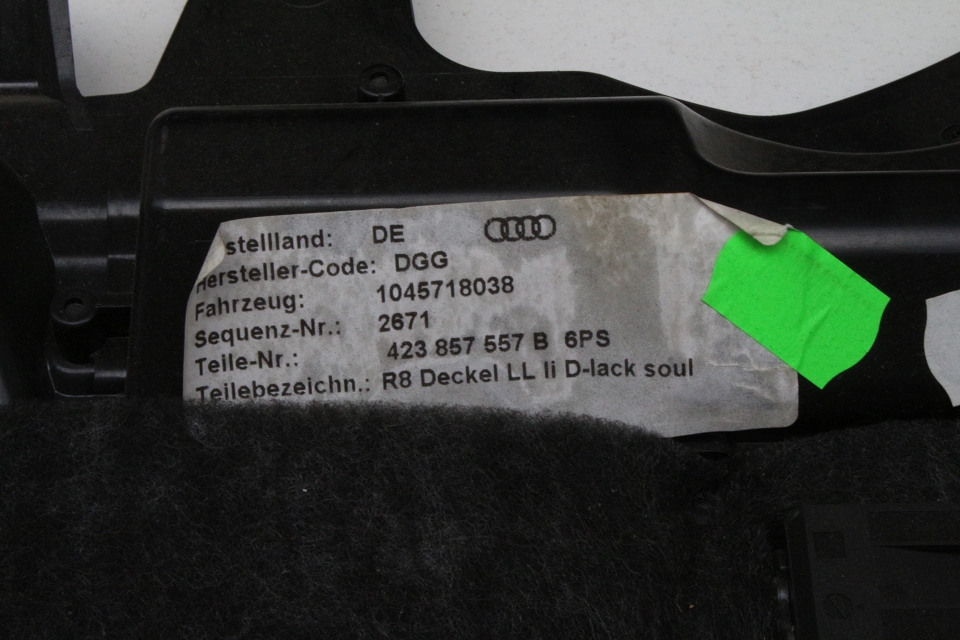 stellland: DE
Hersteller-Code: DGG
Fahrzeug: 1045718038
Sequenz-Nr.: 2671
Teile-Nr.: 423 857 557 B 6PS
Teilebezeichn.: R8 Deckel LL li D-lack soul